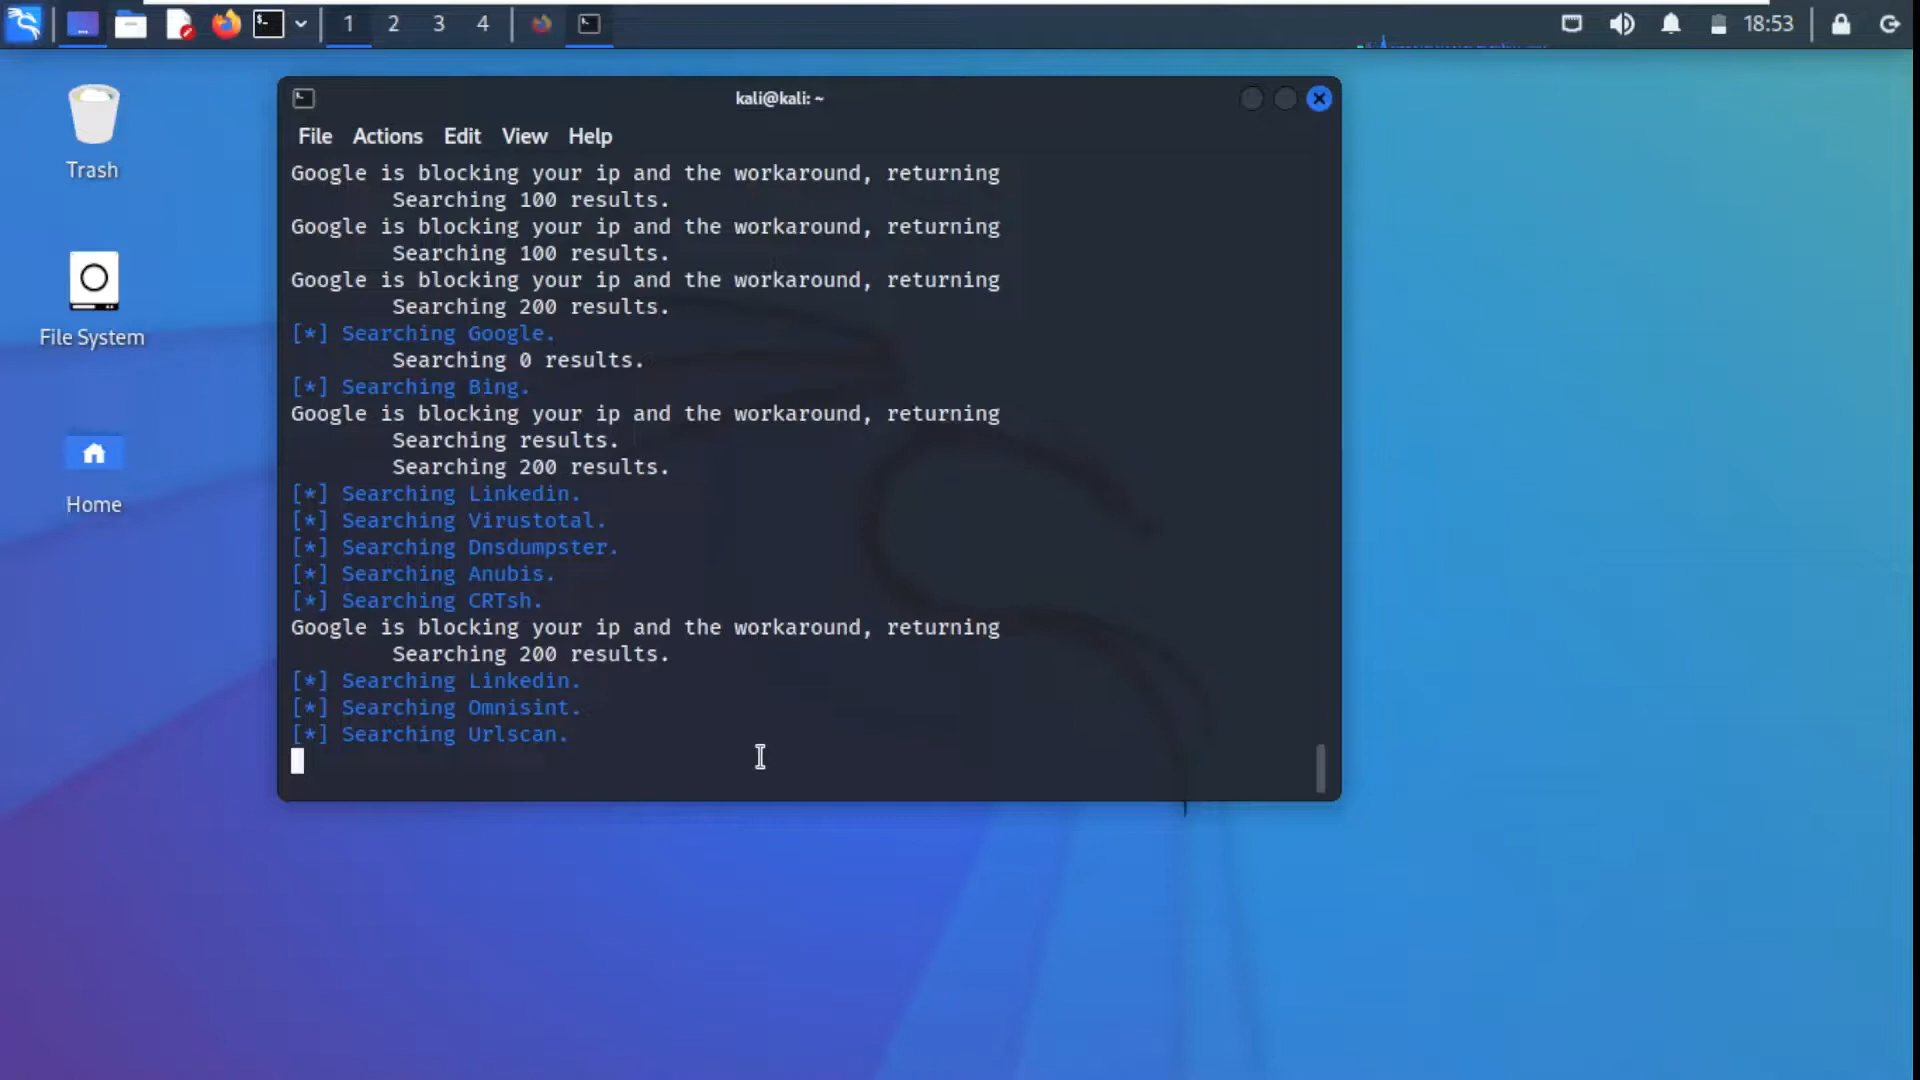 1 2 3 4 18:53
Trash
File System
Home
kali@kali: ~
File Actions Edit View Help
Google is blocking your ip and the workaround, returning
Searching 100 results.
Google is blocking your ip and the workaround, returning
Searching 100 results.
Google is blocking your ip and the workaround, returning
Searching 200 results.
[*] Searching Google.
Searching 0 results.
[*] Searching Bing.
Google is blocking your ip and the workaround, returning
Searching results.
Searching 200 results.
[*] Searching Linkedin.
[*] Searching Virustotal.
[*] Searching Dnsdumpster.
[*] Searching Anubis.
[*] Searching CRTsh.
Google is blocking your ip and the workaround, returning
Searching 200 results.
[*] Searching Linkedin.
[*] Searching Omnisint.
[*] Searching Urlscan.